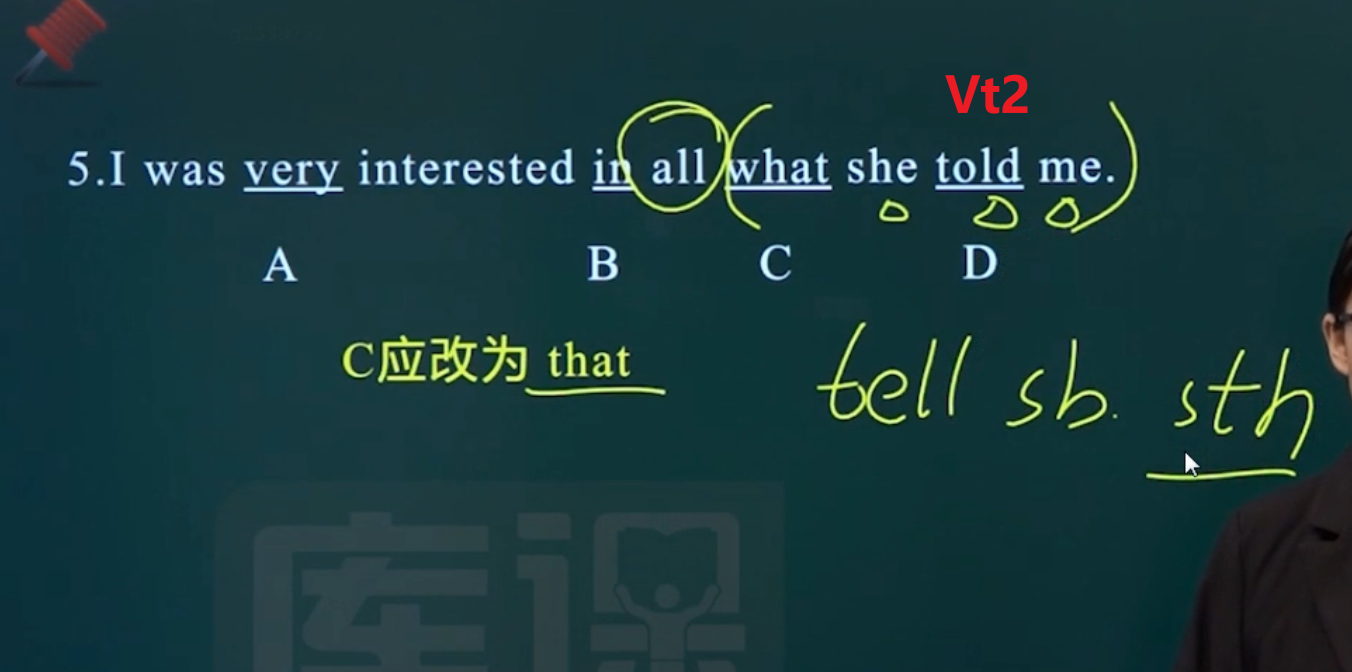 Vt2
5.I was very interested in all what she told me.
A B C D
C应改为 that
tell sb. sth
库课